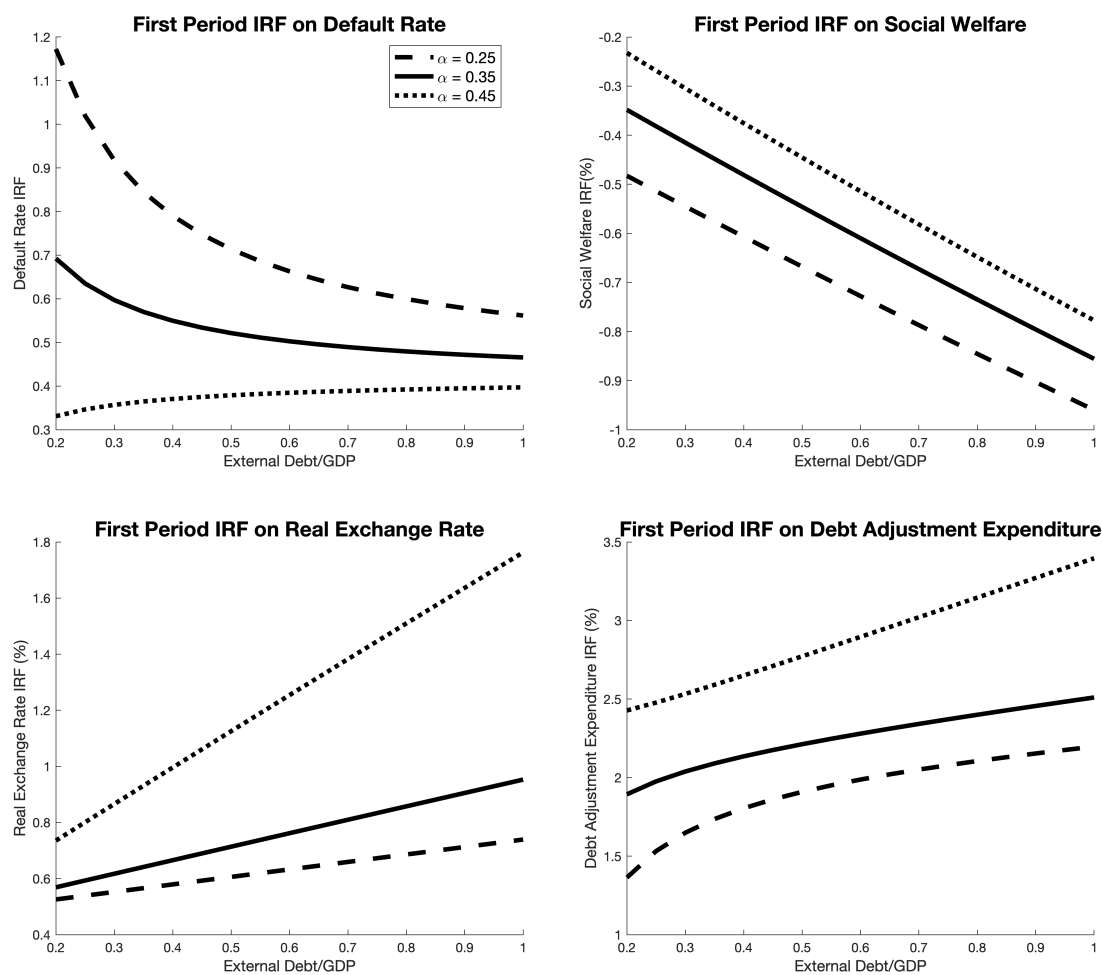 First Period IRF on Default Rate
1.2
1.1
1
0.9
0.8
0.7
0.6
0.5
0.4
0.3
Default Rate IRF
α = 0.25
α = 0.35
α = 0.45
0.2 0.3 0.4 0.5 0.6 0.7 0.8 0.9 1
External Debt/GDP
First Period IRF on Social Welfare
-0.2
-0.3
-0.4
-0.5
-0.6
-0.7
-0.8
-0.9
-1
Social Welfare IRF(%)
0.2 0.3 0.4 0.5 0.6 0.7 0.8 0.9 1
External Debt/GDP
First Period IRF on Real Exchange Rate
1.8
1.6
1.4
1.2
1
0.8
0.6
0.4
Real Exchange Rate IRF (%)
0.2 0.3 0.4 0.5 0.6 0.7 0.8 0.9 1
External Debt/GDP
First Period IRF on Debt Adjustment Expenditure
3.5
3
2.5
2
1.5
1
Debt Adjustment Expenditure IRF (%)
0.2 0.3 0.4 0.5 0.6 0.7 0.8 0.9 1
External Debt/GDP